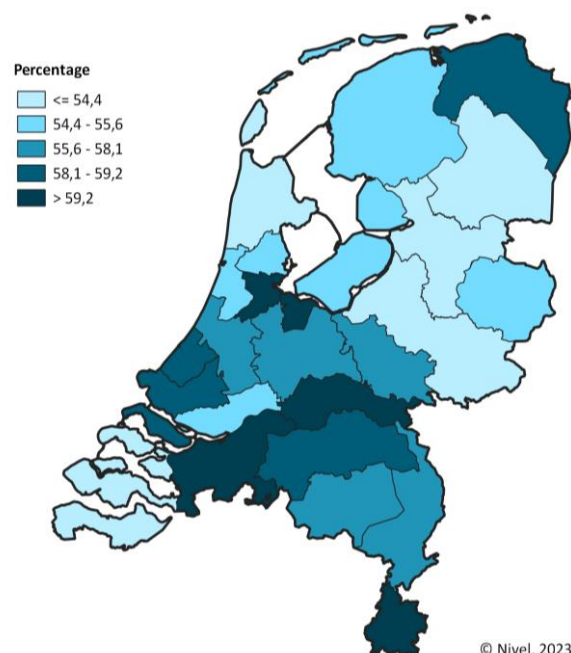 Percentage
<= 54,4
54,4 - 55,6
55,6 - 58,1
58,1 - 59,2
> 59,2
© Nivel, 2023